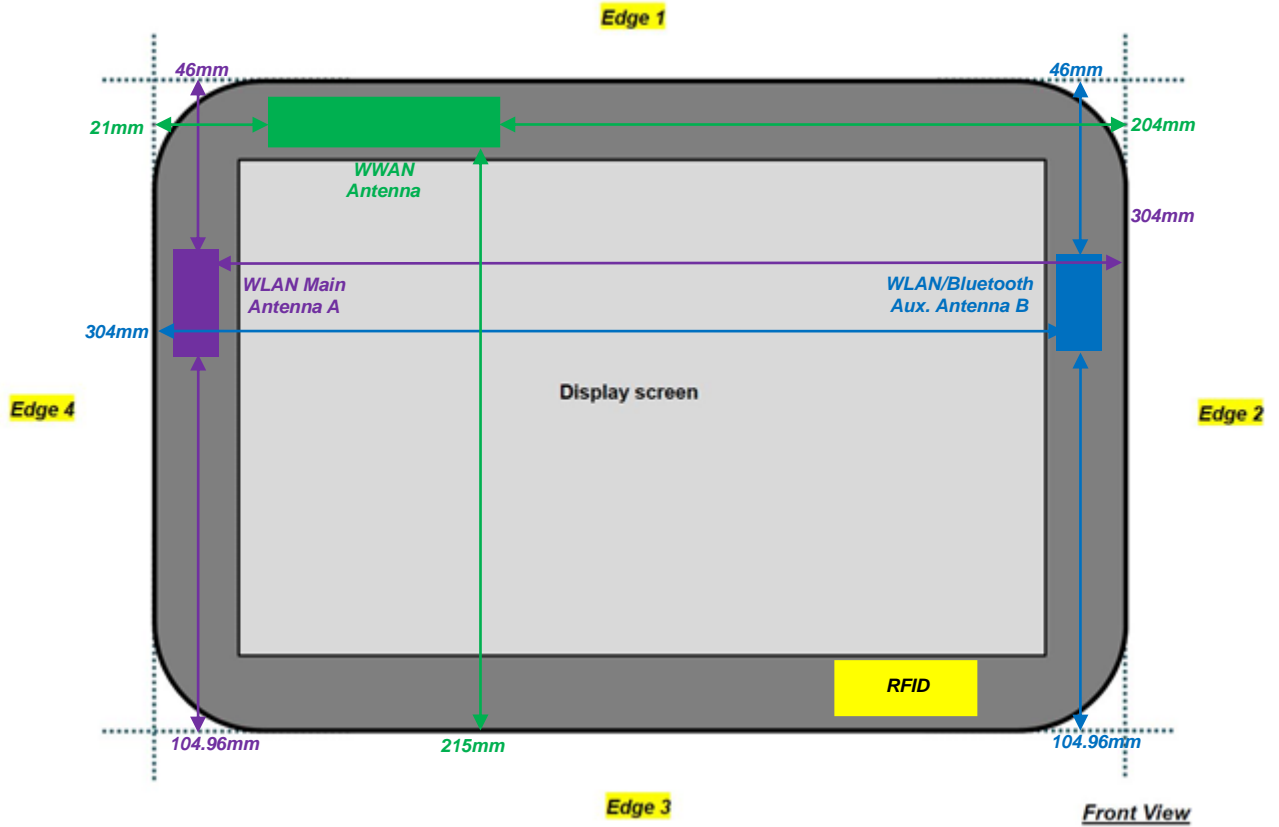 Edge 1
46mm
46mm
21mm
204mm
WWAN
Antenna
304mm
WLAN Main
Antenna A
WLAN/Bluetooth
Aux. Antenna B
304mm
Display screen
Edge 4
Edge 2
RFID
104.96mm
215mm
104.96mm
Edge 3
Front View